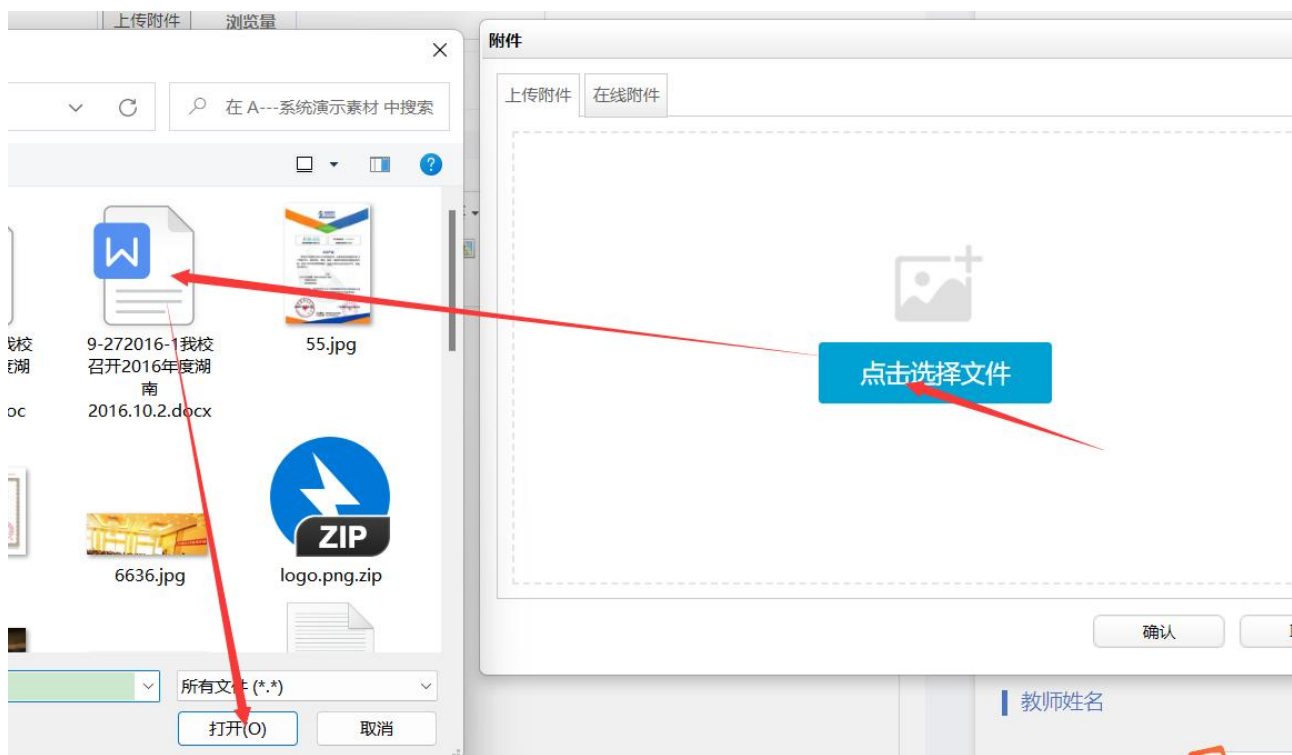 上传附件 浏览量
附件
在 A---系统演示素材 中搜索
上传附件 在线附件
9-272016-1我校
召开2016年度湖
南
2016.10.2.docx
55.jpg
oc
点击选择文件
ZIP
6636.jpg
logo.png.zip
所有文件 (*.*)
打开(O)
取消
确认
教师姓名